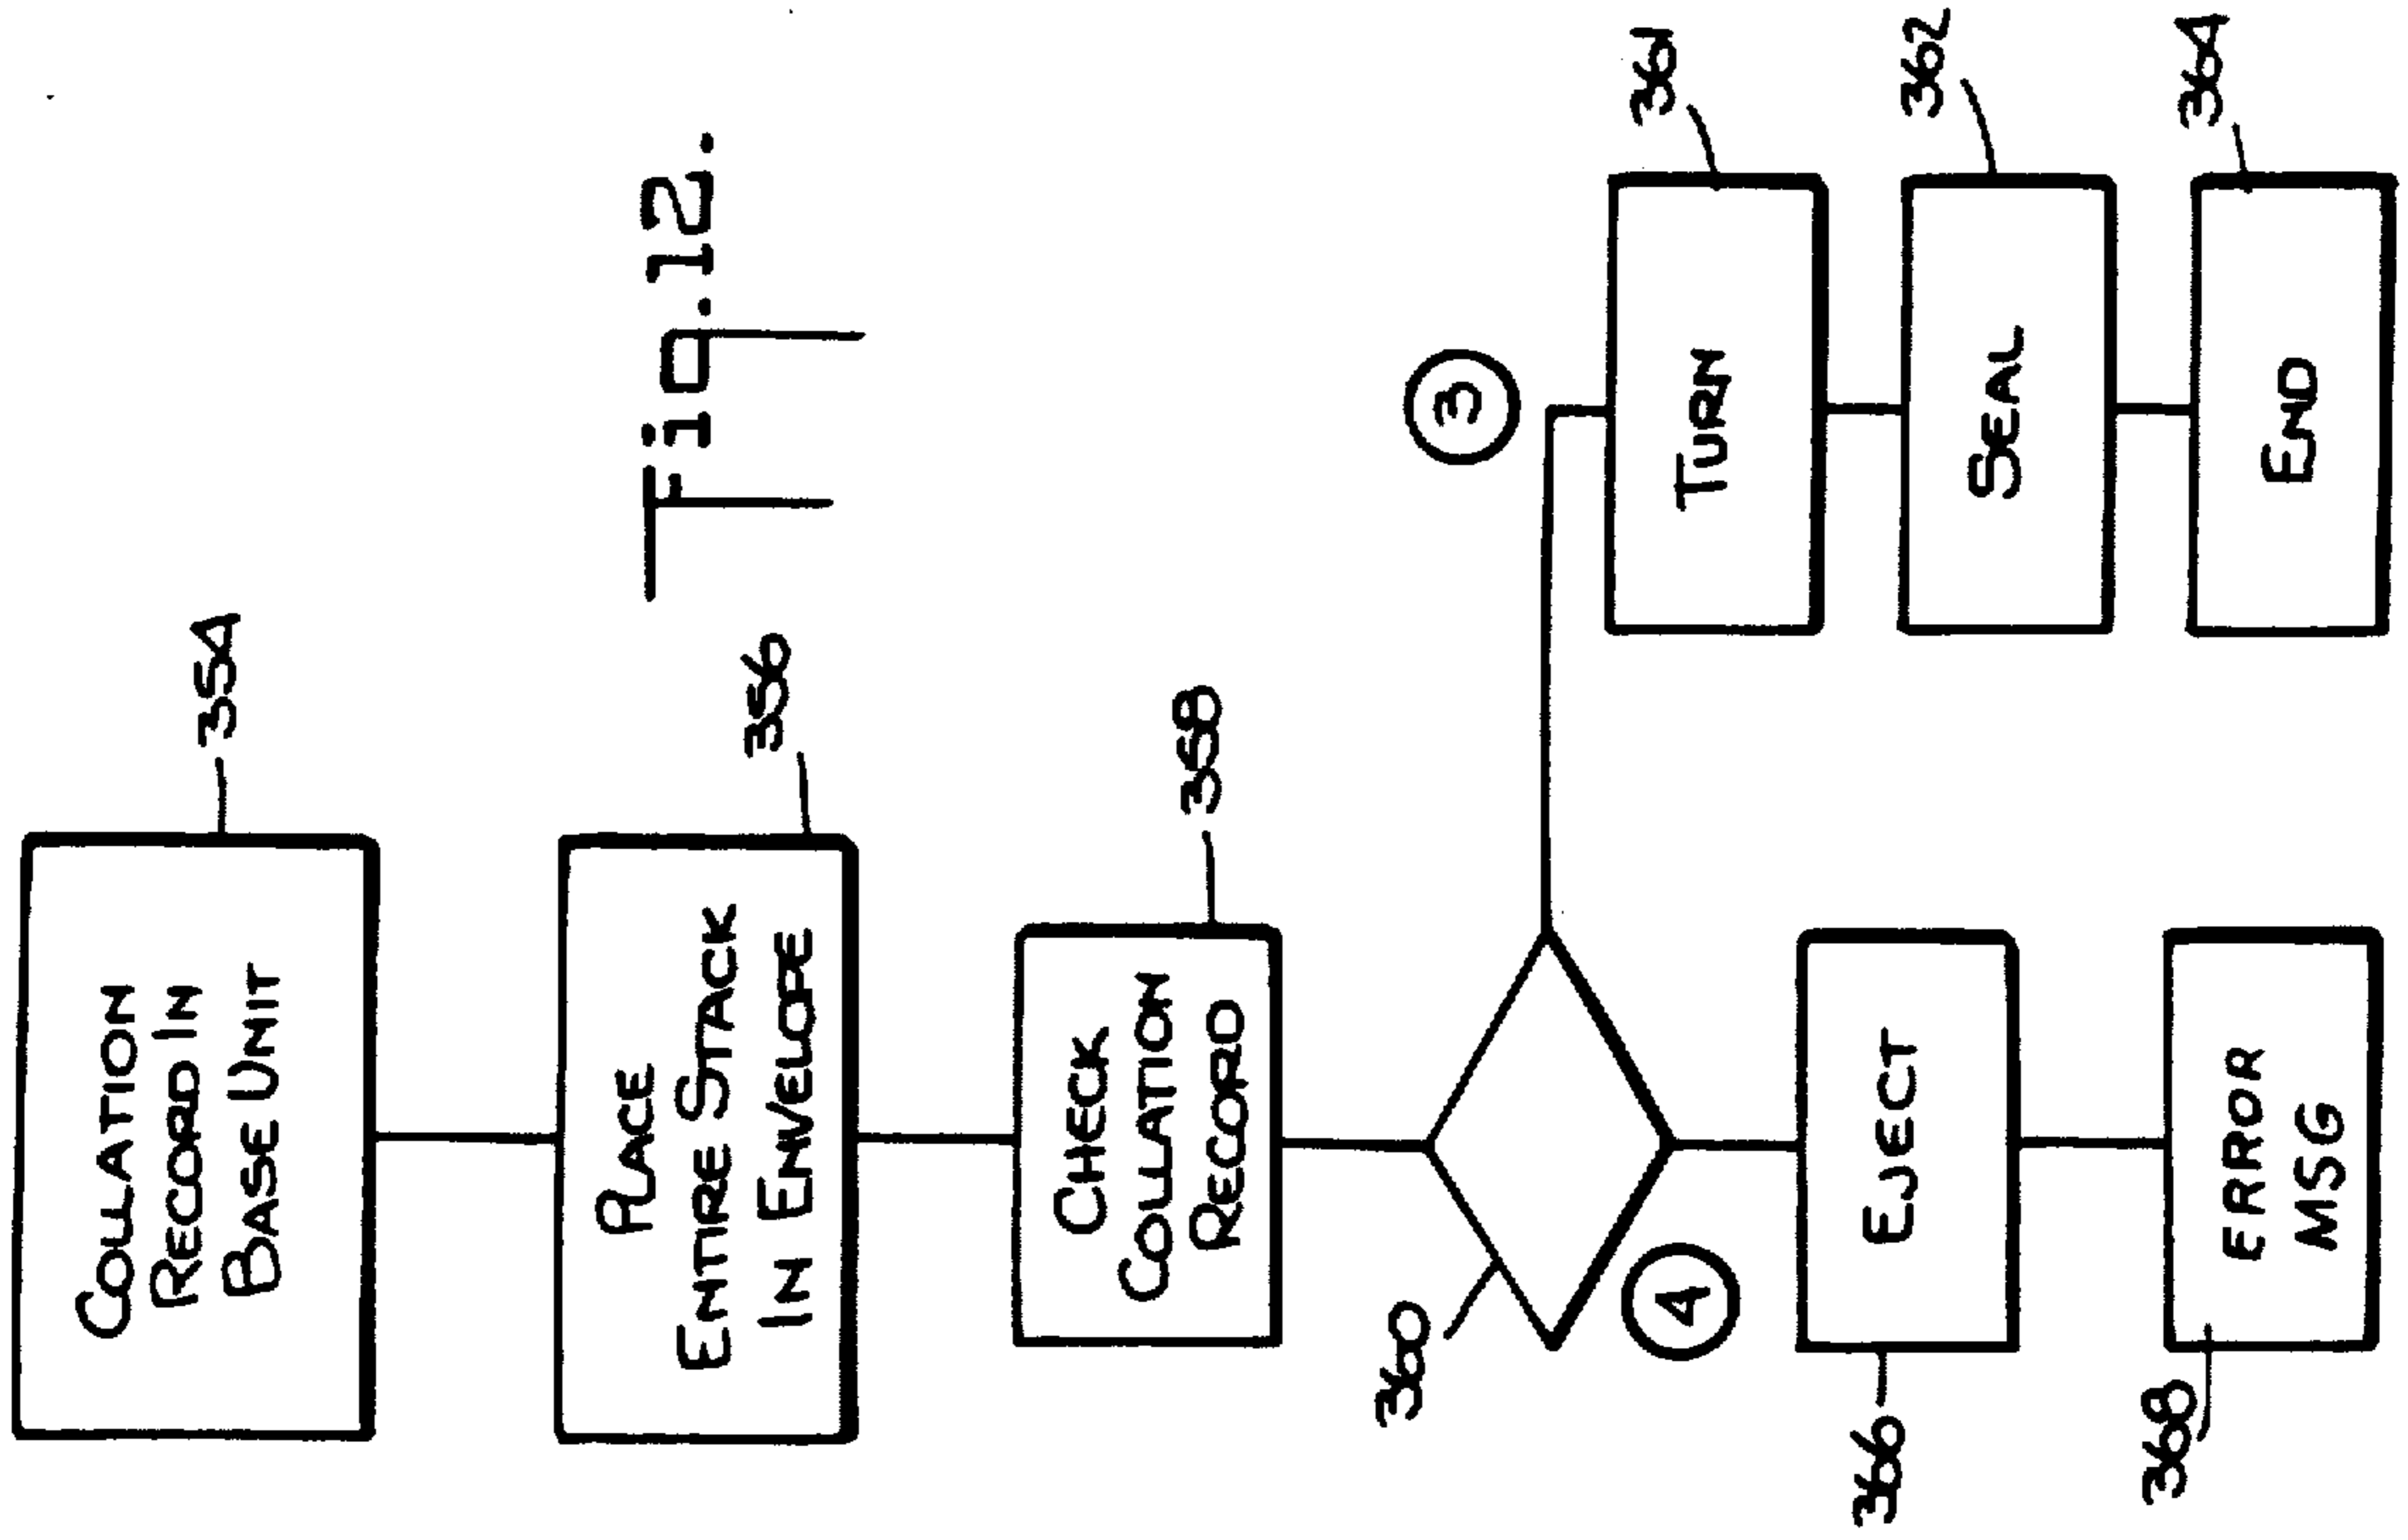 COLLATION
RECORD IN
BASE UNIT
354
PLACE
ENTIRE STACK
IN ENVELOPE
356
CHECK
COLLATION
RECORD
358
360
3
4
TURN
361
SEAL
362
END
364
EJECT
366
ERROR
MSG
368
Fig. 12.